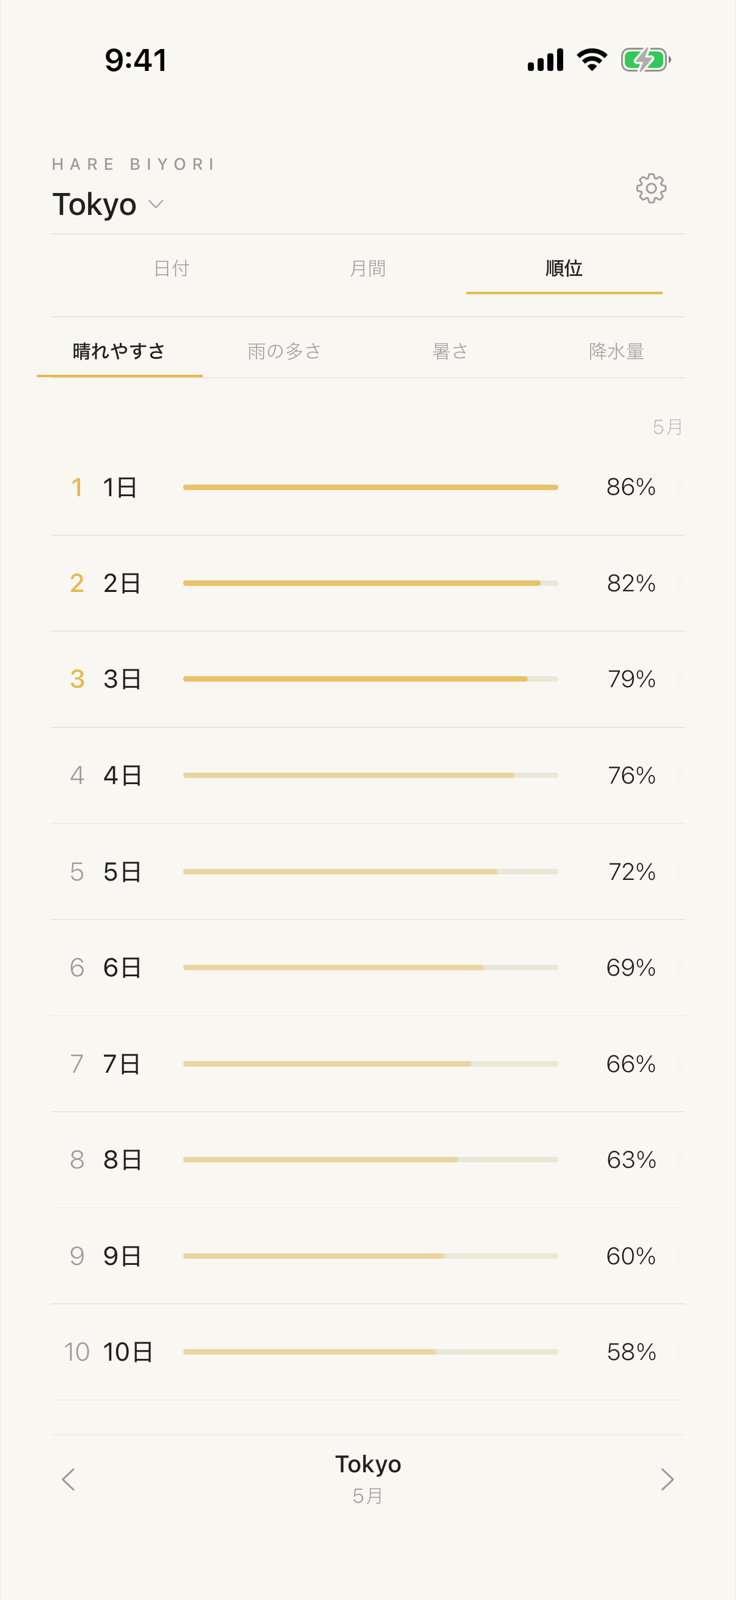 9:41
HARE BIYORI
Tokyo
日付 月間 順位
晴れやすさ 雨の多さ 暑さ 降水量
5月
1 1日 86%
2 2日 82%
3 3日 79%
4 4日 76%
5 5日 72%
6 6日 69%
7 7日 66%
8 8日 63%
9 9日 60%
10 10日 58%
Tokyo
5月